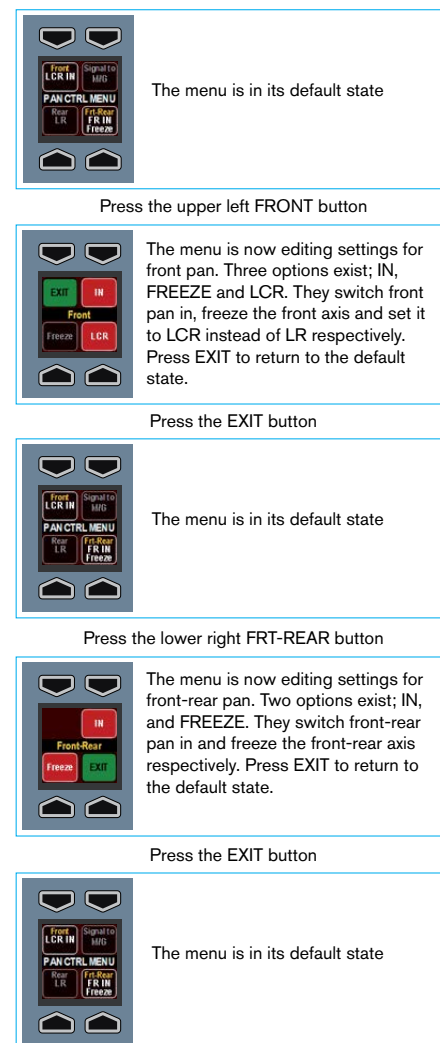 Front Signal to
LCR IN M/G
PAN CTRL MENU
Rear Frt-Rear
LR FR IN
Freeze
The menu is in its default state
Press the upper left FRONT button
EXIT IN
Front
Freeze LCR
The menu is now editing settings for
front pan. Three options exist; IN,
FREEZE and LCR. They switch front
pan in, freeze the front axis and set it
to LCR instead of LR respectively.
Press EXIT to return to the default
state.
Press the EXIT button
Front Signal to
LCR IN M/G
PAN CTRL MENU
Rear Frt-Rear
LR FR IN
Freeze
The menu is in its default state
Press the lower right FRT-REAR button
IN
Front-Rear
Freeze EXIT
The menu is now editing settings for
front-rear pan. Two options exist; IN,
and FREEZE. They switch front-rear
pan in and freeze the front-rear axis
respectively. Press EXIT to return to
the default state.
Press the EXIT button
Front Signal to
LCR IN M/G
PAN CTRL MENU
Rear Frt-Rear
LR FR IN
Freeze
The menu is in its default state